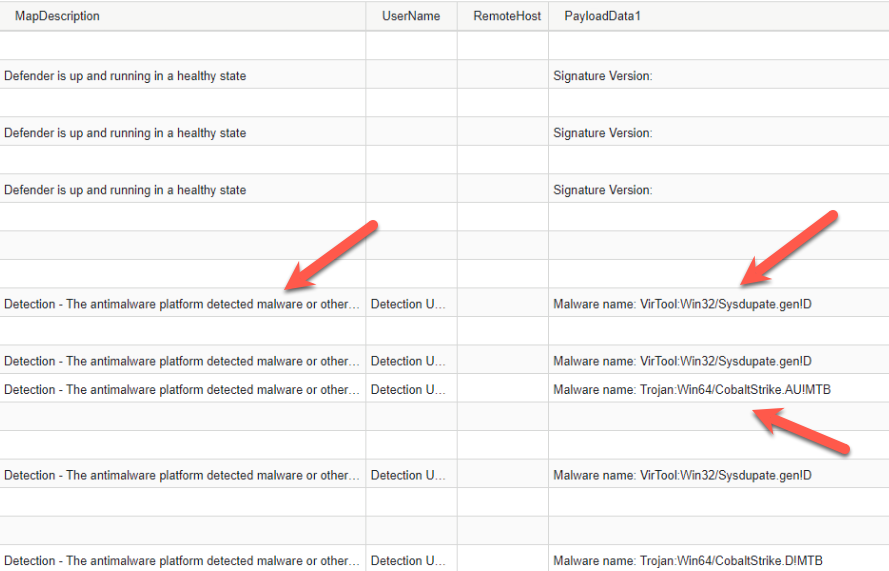 MapDescription UserName RemoteHost PayloadData1
Defender is up and running in a healthy state Signature Version:
Defender is up and running in a healthy state Signature Version:
Defender is up and running in a healthy state Signature Version:
Detection - The antimalware platform detected malware or other... Detection U... Malware name: VirTool:Win32/Sysdupate.gen!D
Detection - The antimalware platform detected malware or other... Detection U... Malware name: VirTool:Win32/Sysdupate.gen!D
Detection - The antimalware platform detected malware or other... Detection U... Malware name: Trojan:Win64/CobaltStrike.AU!MTB
Detection - The antimalware platform detected malware or other... Detection U... Malware name: VirTool:Win32/Sysdupate.gen!D
Detection - The antimalware platform detected malware or other... Detection U... Malware name: Trojan:Win64/CobaltStrike.D!MTB